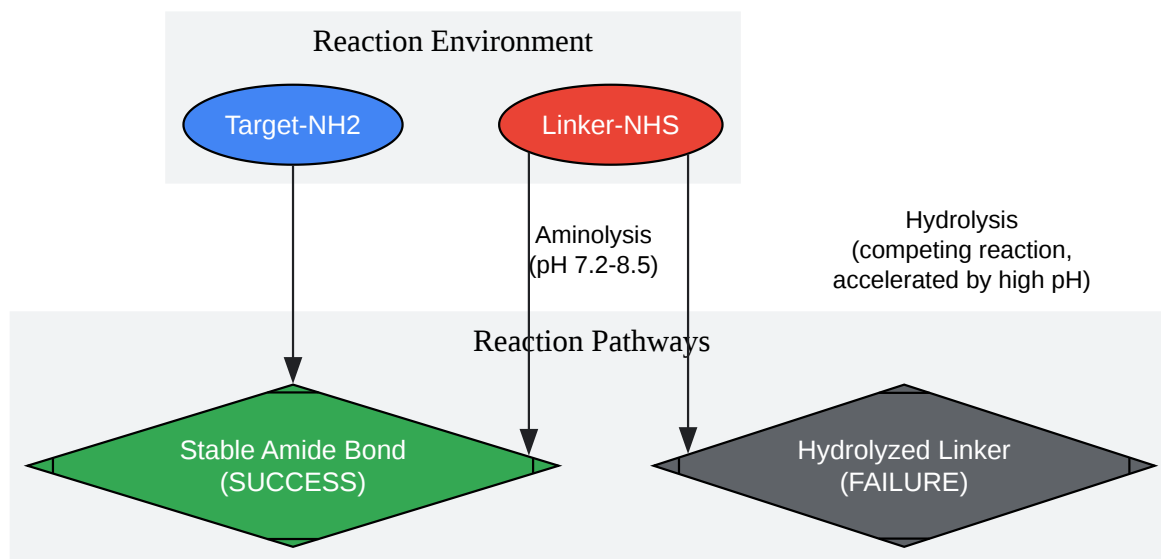 Reaction Environment
Target-NH2
Linker-NHS
Aminolysis
(pH 7.2-8.5)
Hydrolysis
(competing reaction,
accelerated by high pH)
Reaction Pathways
Stable Amide Bond
(SUCCESS)
Hydrolyzed Linker
(FAILURE)